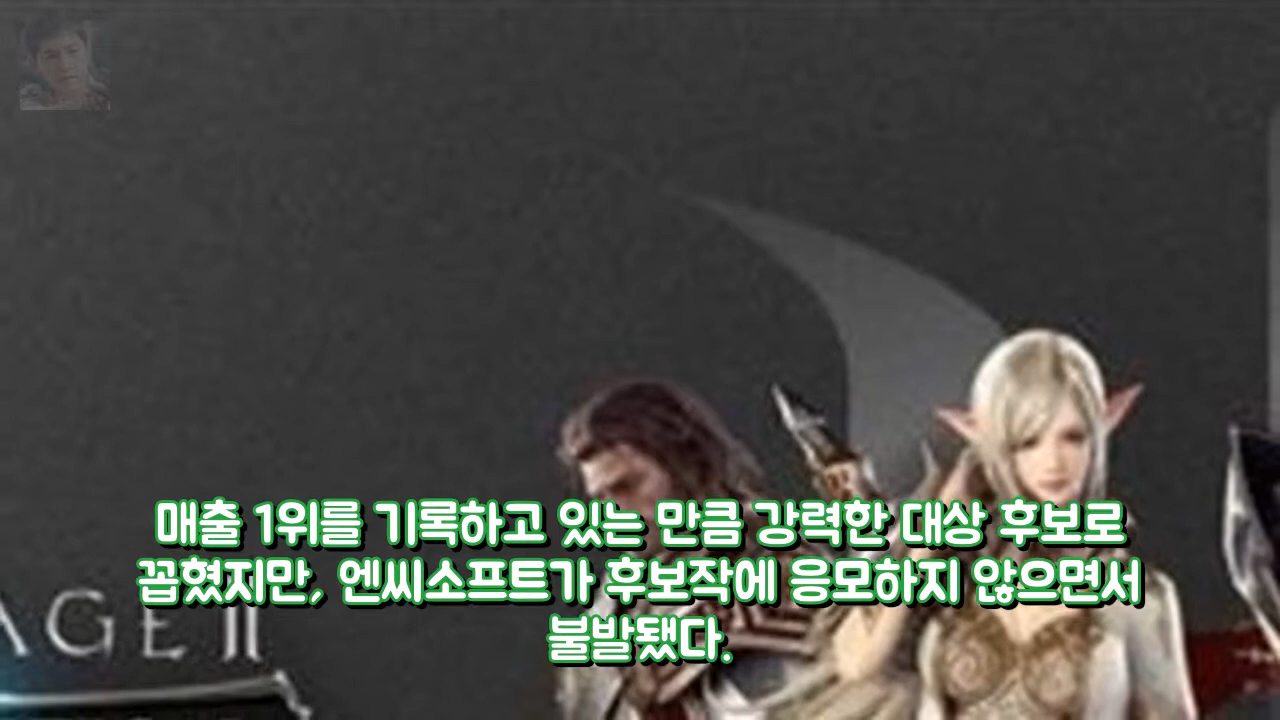 매출 1위를 기록하고 있는 만큼 강력한 대상 후보로
꼽혔지만, 엔씨소프트가 후보작에 응모하지 않으면서
불발됐다.
AGE II